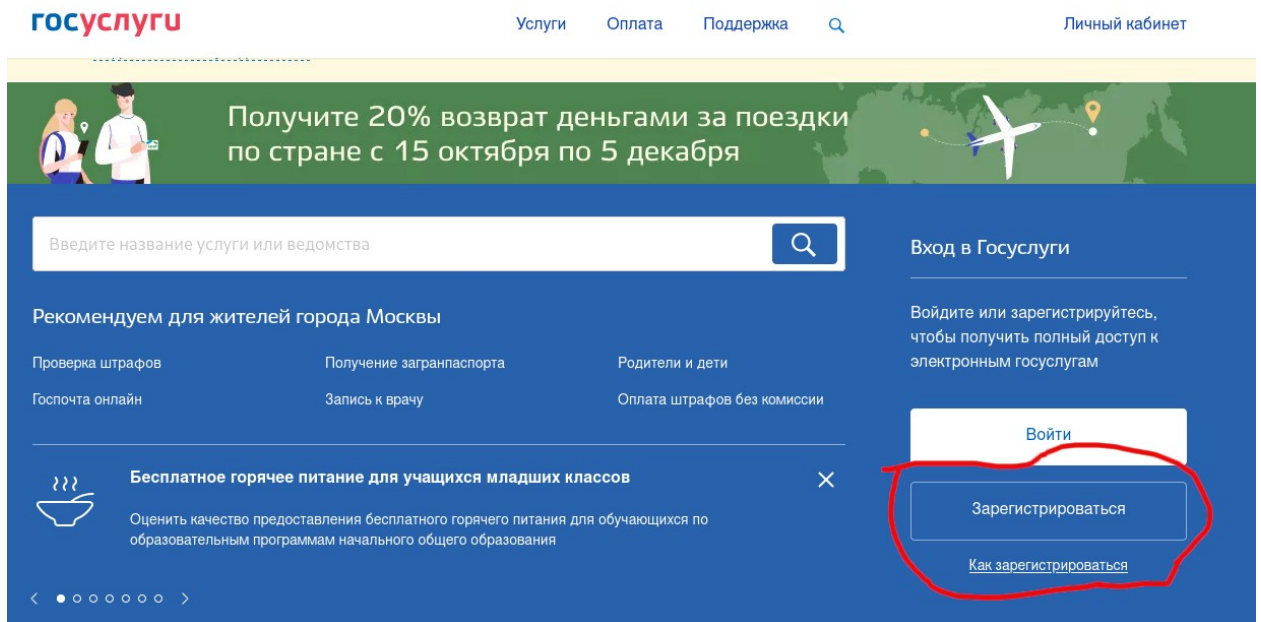 госуслуги
Услуги Оплата Поддержка
Личный кабинет
Получите 20% возврат деньгами за поездки
по стране с 15 октября по 5 декабря
Введите название услуги или ведомства
Рекомендуем для жителей города Москвы
Проверка штрафов
Получение загранпаспорта
Родители и дети
Госпочта онлайн
Запись к врачу
Оплата штрафов без комиссии
Бесплатное горячее питание для учащихся младших классов
Оценить качество предоставления бесплатного горячего питания для обучающихся по
образовательным программам начального общего образования
Вход в Госуслуги
Войдите или зарегистрируйтесь,
чтобы получить полный доступ к
электронным госуслугам
Войти
Зарегистрироваться
Как зарегистрироваться